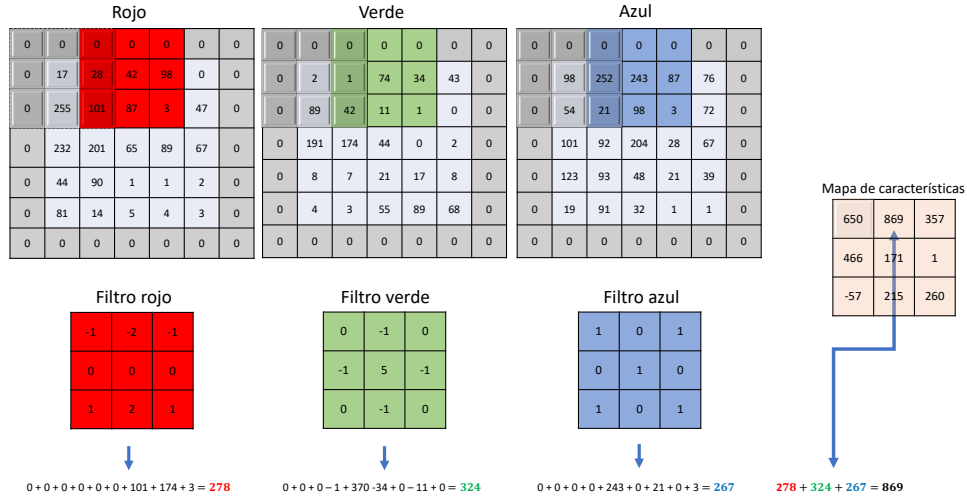 Rojo Verde Azul
0 0 0 0 0 0 0 0 0 0 0 0 0 0 0 0 0 0 0 0 0
0 17 28 42 98 0 0 0 2 1 74 34 43 0 0 98 252 243 87 76 0
0 255 101 87 3 47 0 0 89 42 11 1 0 0 0 54 21 98 3 72 0
0 232 201 65 89 67 0 0 191 174 44 0 2 0 0 101 92 204 28 67 0
0 44 90 1 1 2 0 0 8 7 21 17 8 0 0 123 93 48 21 39 0
0 81 14 5 4 3 0 0 4 3 55 89 68 0 0 19 91 32 1 1 0
0 0 0 0 0 0 0 0 0 0 0 0 0 0 0 0 0 0 0 0 0
Mapa de características
650 869 357
466 171 1
-57 215 260
Filtro rojo Filtro verde Filtro azul
-1 -2 -1 0 -1 0 1 0 1
0 0 0 -1 5 -1 0 1 0
1 2 1 0 -1 0 1 0 1
0 + 0 + 0 + 0 + 0 + 0 + 101 + 174 + 3 = 278
0 + 0 + 0 – 1 + 370 -34 + 0 - 11 + 0 = 324
0 + 0 + 0 + 0 + 243 + 0 + 21 + 0 + 3 = 267
278 + 324 + 267 = 869